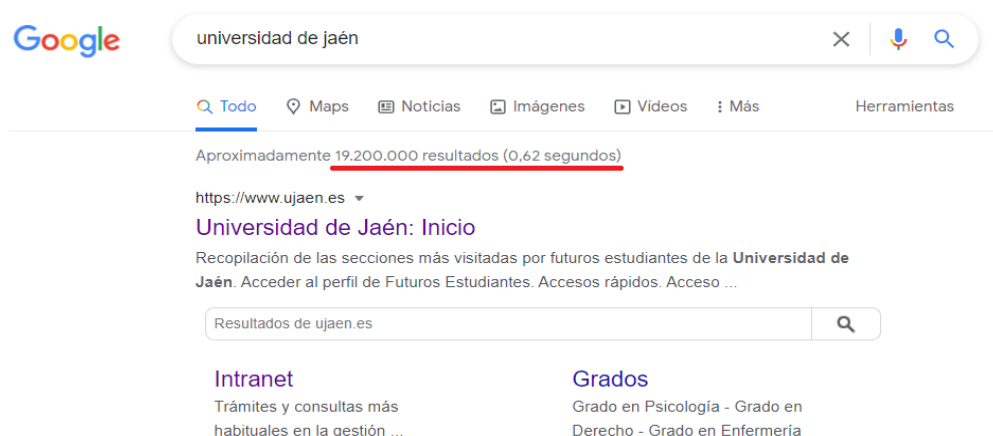 Google
universidad de jaén
Todo Maps Noticias Imágenes Vídeos Más Herramientas
Aproximadamente 19.200.000 resultados (0,62 segundos)
https://www.ujaen.es
Universidad de Jaén: Inicio
Recopilación de las secciones más visitadas por futuros estudiantes de la Universidad de
Jaén. Acceder al perfil de Futuros Estudiantes. Accesos rápidos. Acceso ...
Resultados de ujaen.es
Intranet
Trámites y consultas más
habituales en la gestión ...
Grados
Grado en Psicología - Grado en
Derecho - Grado en Enfermería